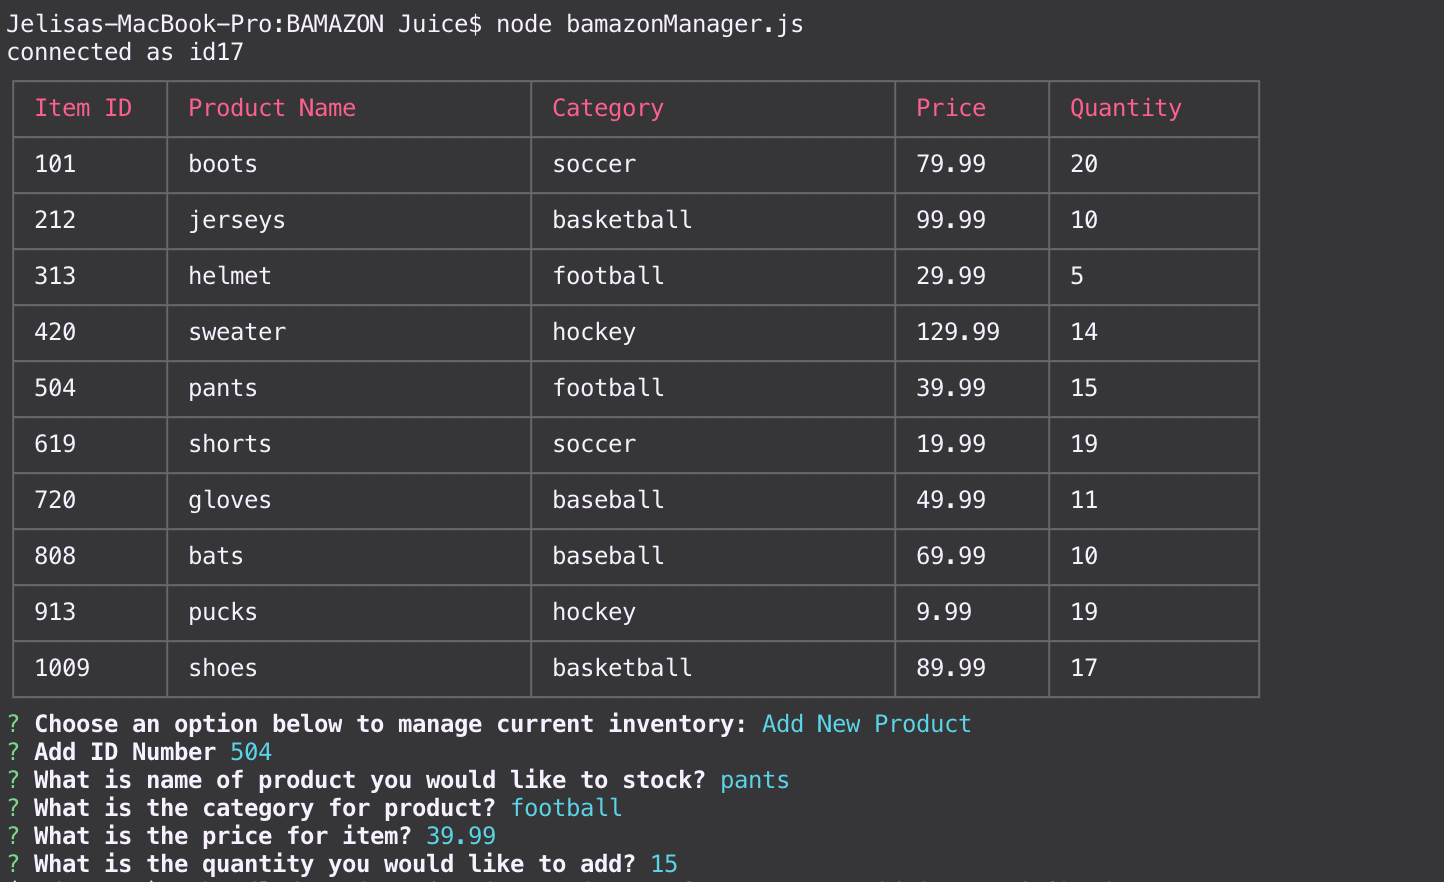 Jelisas-MacBook-Pro:BAMAZON Juice$ node bamazonManager.js
connected as id17
Item ID Product Name Category Price Quantity
101 boots soccer 79.99 20
212 jerseys basketball 99.99 10
313 helmet football 29.99 5
420 sweater hockey 129.99 14
504 pants football 39.99 15
619 shorts soccer 19.99 19
720 gloves baseball 49.99 11
808 bats baseball 69.99 10
913 pucks hockey 9.99 19
1009 shoes basketball 89.99 17
? Choose an option below to manage current inventory: Add New Product
? Add ID Number 504
? What is name of product you would like to stock? pants
? What is the category for product? football
? What is the price for item? 39.99
? What is the quantity you would like to add? 15